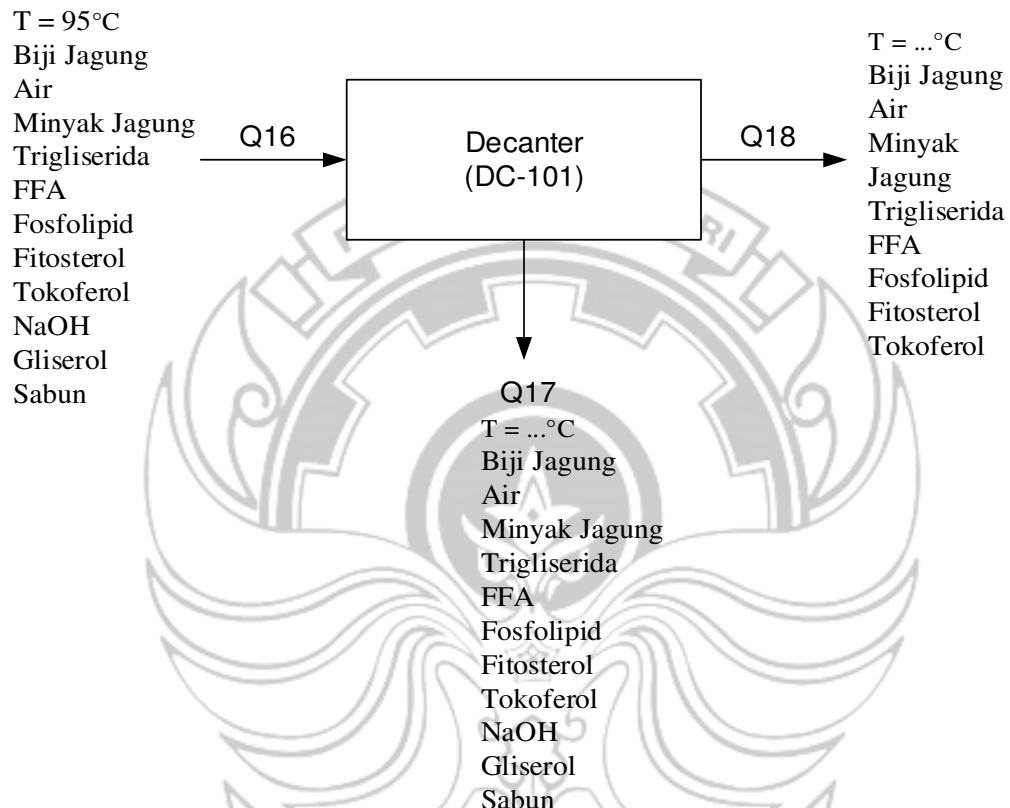 T = 95°C
Biji Jagung
Air
Minyak Jagung
Trigliserida
FFA
Fosfolipid
Fitosterol
Tokoferol
NaOH
Gliserol
Sabun
Q16
Decanter
(DC-101)
Q18
T = ...°C
Biji Jagung
Air
Minyak
Jagung
Trigliserida
FFA
Fosfolipid
Fitosterol
Tokoferol
Q17
T = ...°C
Biji Jagung
Air
Minyak Jagung
Trigliserida
FFA
Fosfolipid
Fitosterol
Tokoferol
NaOH
Gliserol
Sabun